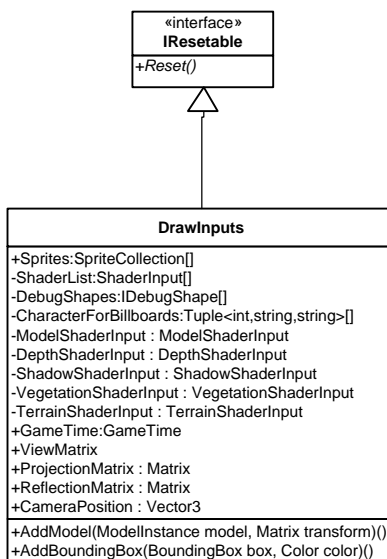 «interface»
IResetable
+Reset()
DrawInputs
+Sprites:SpriteCollection[]
-ShaderList:ShaderInput[]
-DebugShapes:IDebugShape[]
-CharacterForBillboards:Tuple<int,string,string>[]
-ModelShaderInput : ModelShaderInput
-DepthShaderInput : DepthShaderInput
-ShadowShaderInput : ShadowShaderInput
-VegetationShaderInput : VegetationShaderInput
-TerrainShaderInput : TerrainShaderInput
+GameTime:GameTime
+ViewMatrix
+ProjectionMatrix : Matrix
+ReflectionMatrix : Matrix
+CameraPosition : Vector3
+AddModel(ModelInstance model, Matrix transform)()
+AddBoundingBox(BoundingBox box, Color color)()